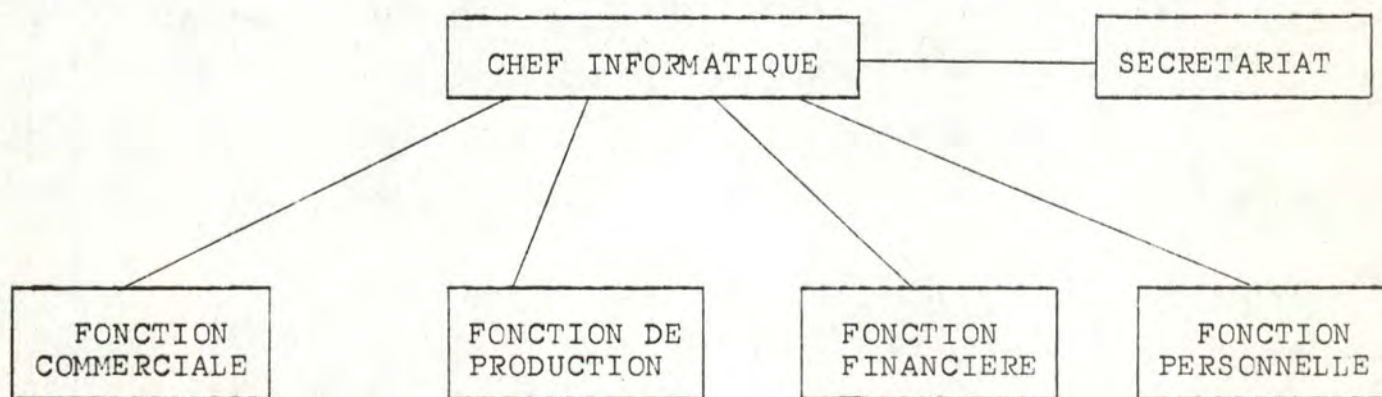 CHEF INFORMATIQUE
SECRETARIAT
FONCTION
COMMERCIALE
FONCTION DE
PRODUCTION
FONCTION
FINANCIERE
FONCTION
PERSONNELLE